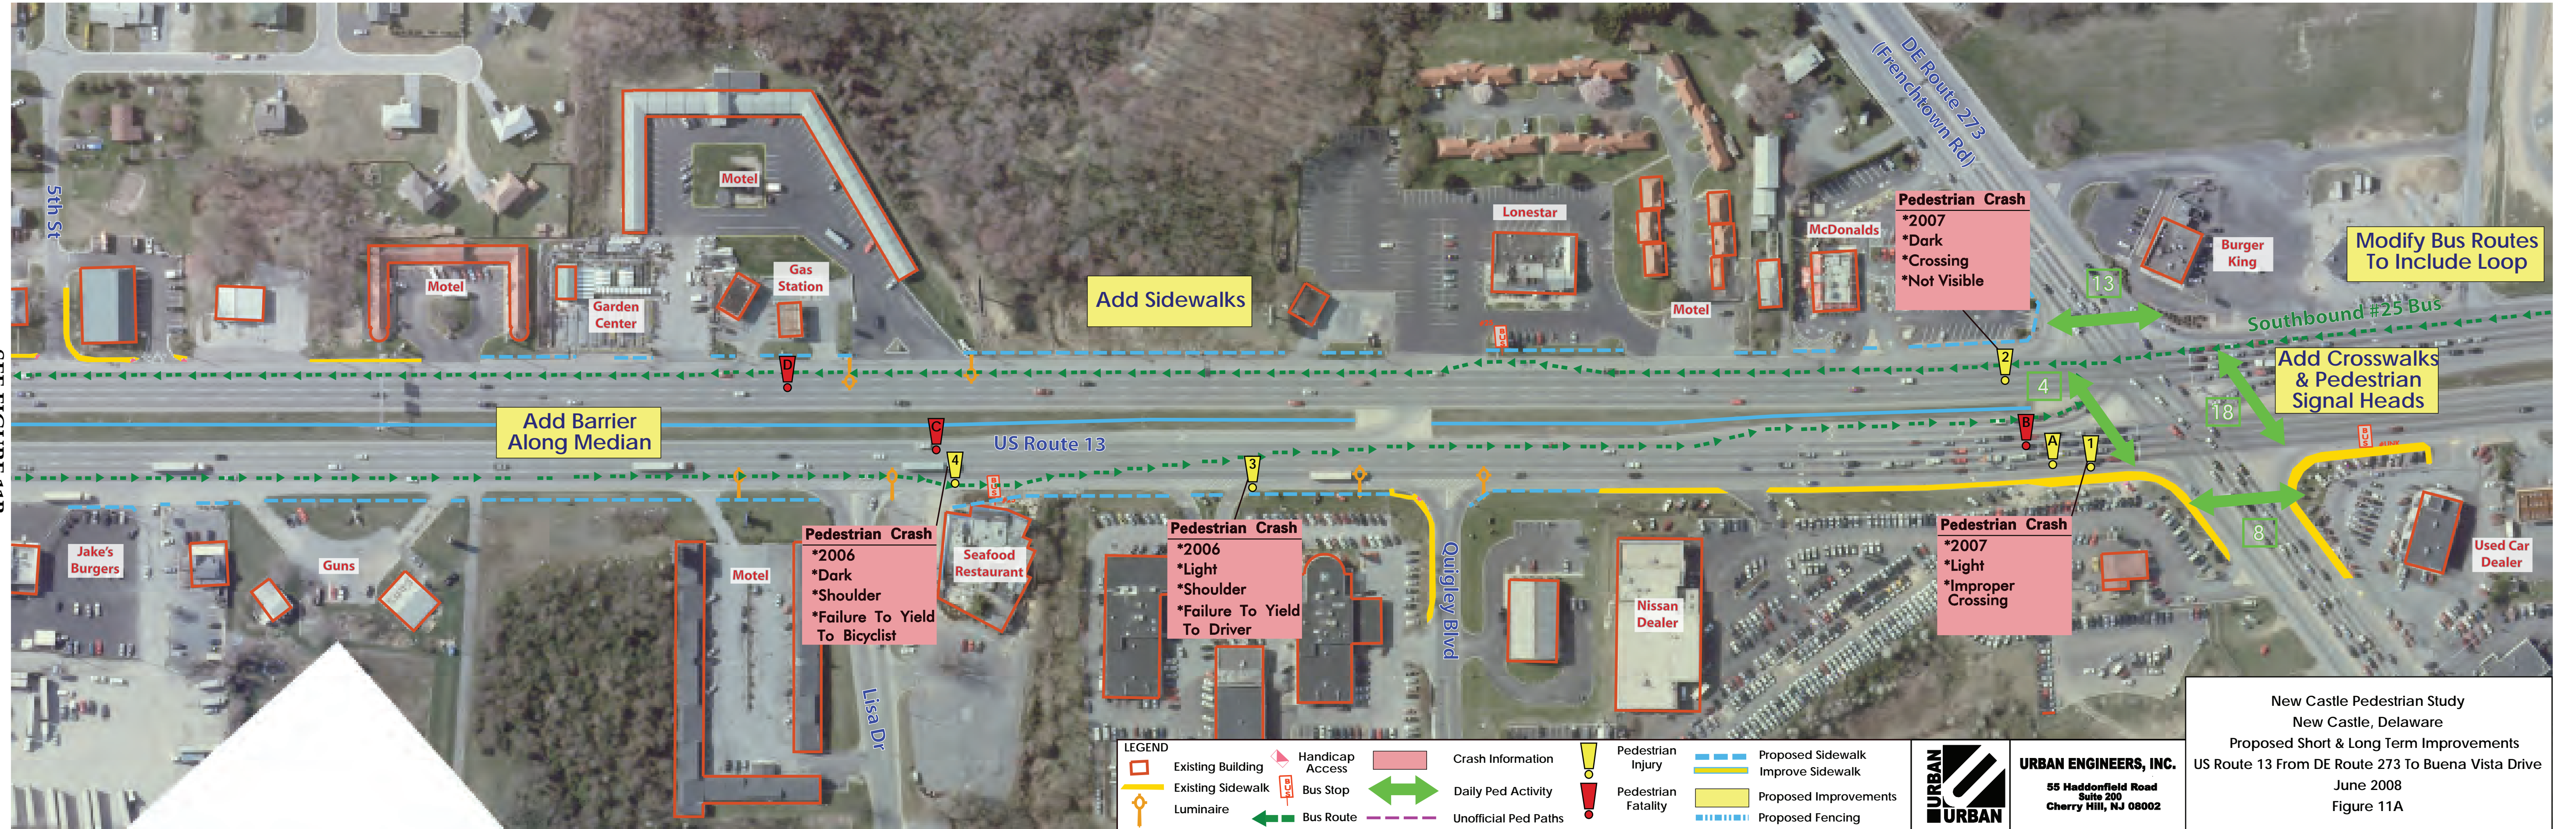 5th St
Motel
Motel
Garden
Center
Gas
Station
D
Add Sidewalks
BUS
Lonestar
Motel
McDonalds
DE Route 273
(Frenchtown Rd)
Pedestrian Crash
*2007
*Dark
*Crossing
*Not Visible
2
13
Burger
King
Modify Bus Routes
To Include Loop
Southbound #25 Bus
Add Crosswalks
& Pedestrian
Signal Heads
4
18
8
BUS
B
A
1
Add Barrier
Along Median
C
4
US Route 13
3
BUS
Jake's
Burgers
Guns
Motel
Pedestrian Crash
*2006
*Dark
*Shoulder
*Failure To Yield
To Bicyclist
Lisa Dr
Seafood
Restaurant
Pedestrian Crash
*2006
*Light
*Shoulder
*Failure To Yield
To Driver
Quigley Blvd
Nissan
Dealer
Pedestrian Crash
*2007
*Light
*Improper
Crossing
Used Car
Dealer
LEGEND
Existing Building
Existing Sidewalk
Luminaire
Handicap
Access
BUS
Bus Stop
Bus Route
Crash Information
Daily Ped Activity
Unofficial Ped Paths
Pedestrian
Injury
Pedestrian
Fatality
Proposed Sidewalk
Improve Sidewalk
Proposed Improvements
Proposed Fencing
URBAN
URBAN
URBAN ENGINEERS, INC.
55 Haddonfield Road
Suite 200
Cherry Hill, NJ 08002
New Castle Pedestrian Study
New Castle, Delaware
Proposed Short & Long Term Improvements
US Route 13 From DE Route 273 To Buena Vista Drive
June 2008
Figure 11A